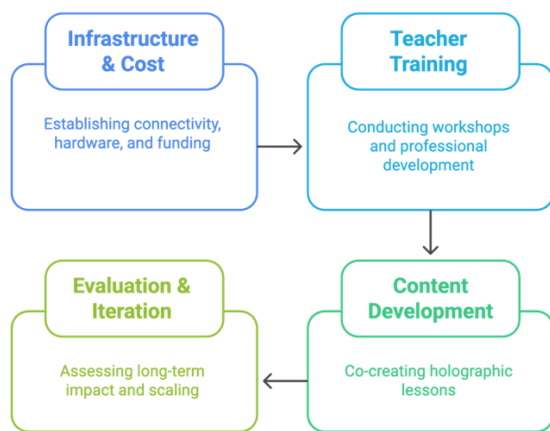 Infrastructure
& Cost
Establishing connectivity,
hardware, and funding
Teacher
Training
Conducting workshops
and professional
development
Content
Development
Co-creating holographic
lessons
Evaluation &
Iteration
Assessing long-term
impact and scaling